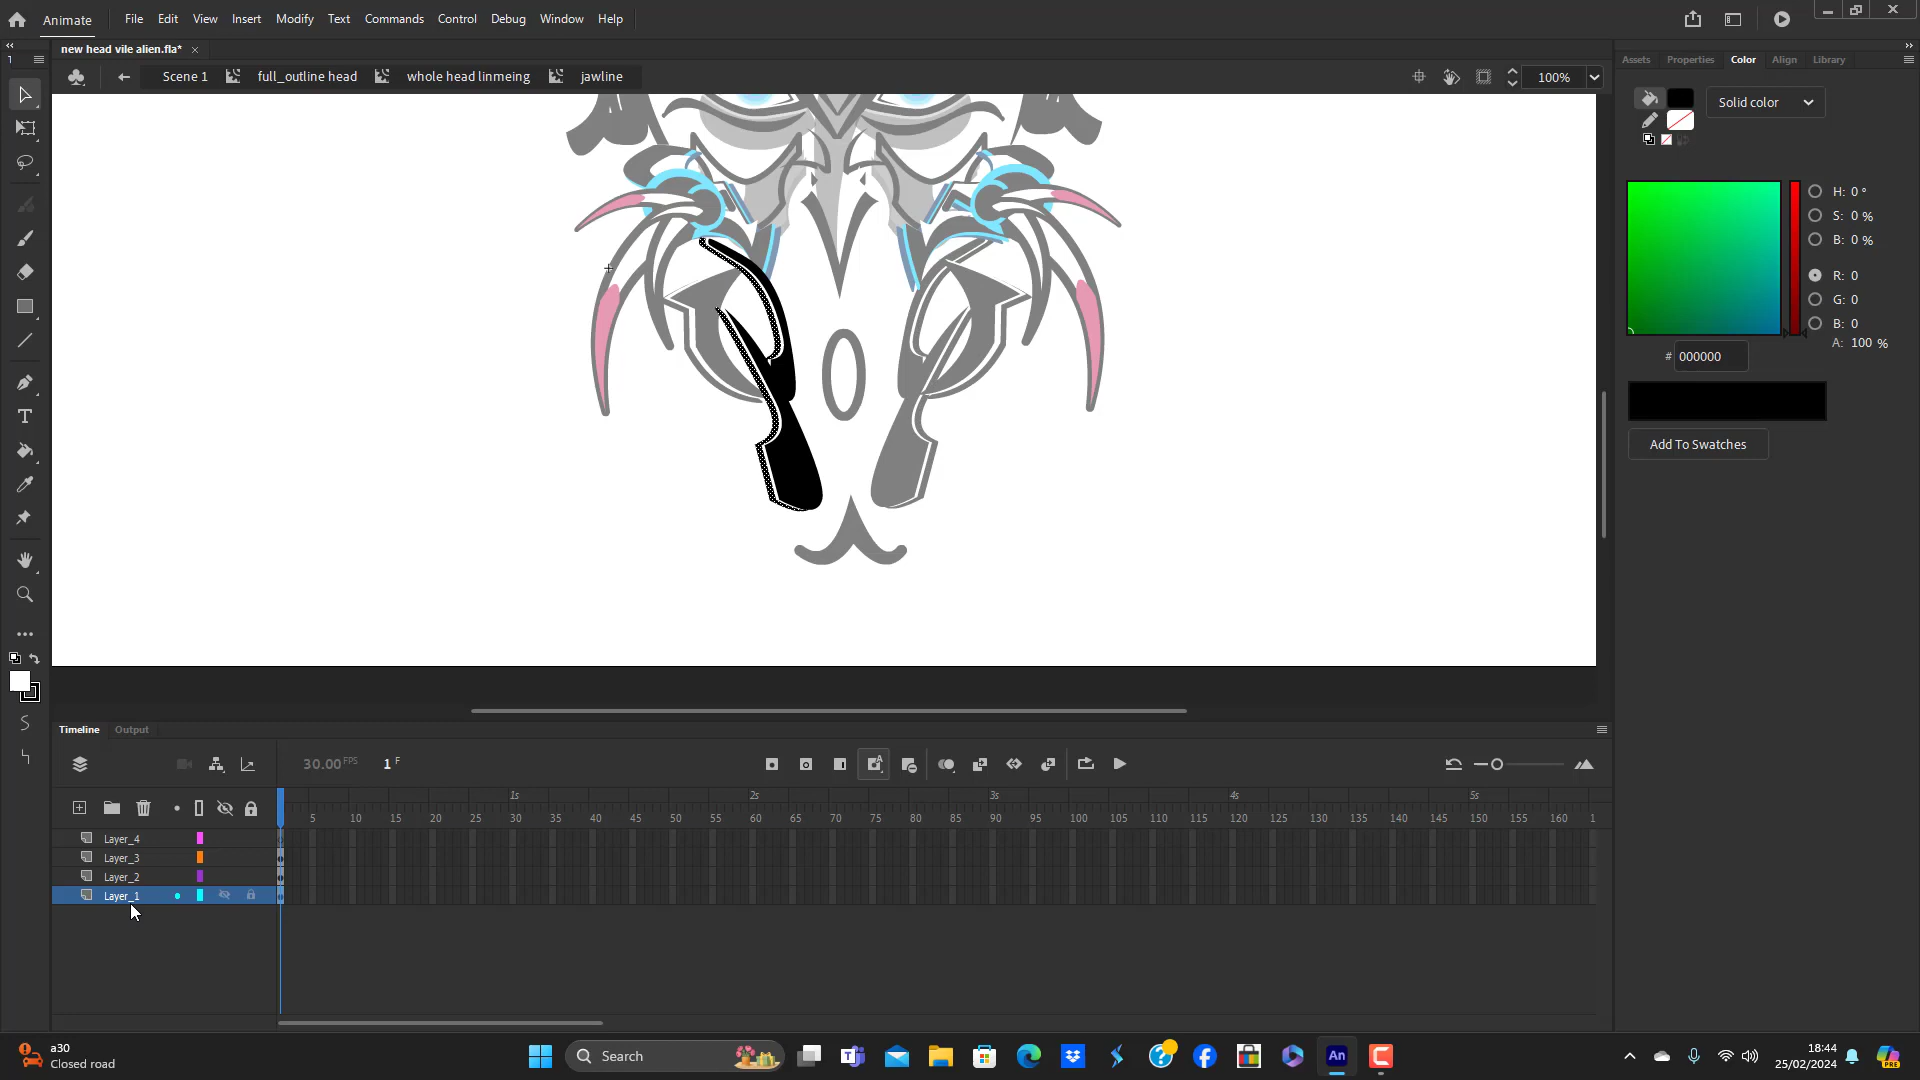 Animate File Edit View Insert Modify Text Commands Control Debug Window Help
new head vile alien.fla*
Assets Properties Color Align Library
Scene 1 full_outline head whole head linmeing jawline 100%
Solid color
H: 0 °
S: 0 %
B: 0 %
R: 0
G: 0
B: 0
A: 100 %
# 000000
Add To Swatches
T
Timeline Output
30.00 FPS 1 F
1s 2s 3s 4s 5s
5 10 15 20 25 30 35 40 45 50 55 60 65 70 75 80 85 90 95 100 105 110 115 120 125 130 135 140 145 150 155 160 1
Layer_4
Layer_3
Layer_2
Layer_1
a30
Closed road
Search
An
18:44
25/02/2024
PRE